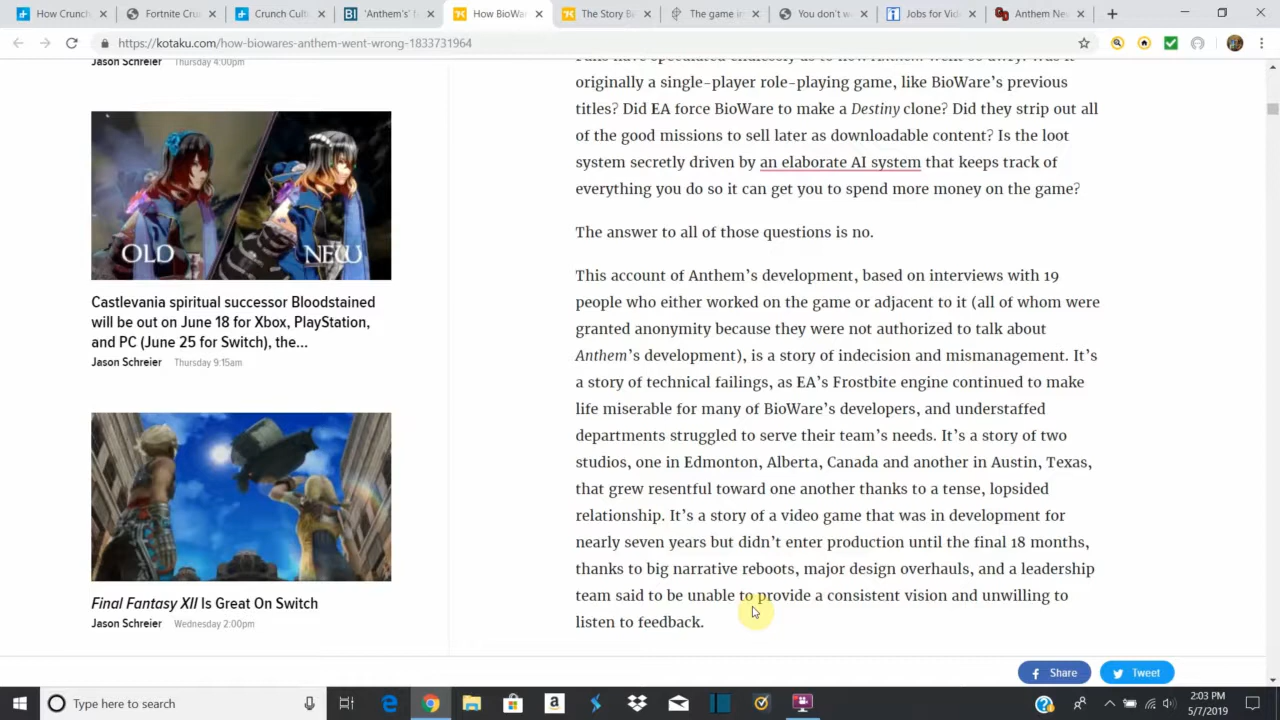 How Crunch
Fortnite Cru
Crunch Cult
'Anthem's'
How BioWa
The Story B
The game i
You don't w
Jobs for Vid
Anthem Ne
https://kotaku.com/how-biowares-anthem-went-wrong-1833731964
Jason Schreier Thursday 4:00pm
OLD
NEW
Castlevania spiritual successor Bloodstained
will be out on June 18 for Xbox, PlayStation,
and PC (June 25 for Switch), the...
Jason Schreier Thursday 9:15am
Final Fantasy XII Is Great On Switch
Jason Schreier Wednesday 2:00pm
Fans have speculated endlessly as to how Anthem went so awry. Was it
originally a single-player role-playing game, like BioWare's previous
titles? Did EA force BioWare to make a Destiny clone? Did they strip out all
of the good missions to sell later as downloadable content? Is the loot
system secretly driven by an elaborate AI system that keeps track of
everything you do so it can get you to spend more money on the game?
The answer to all of those questions is no.
This account of Anthem's development, based on interviews with 19
people who either worked on the game or adjacent to it (all of whom were
granted anonymity because they were not authorized to talk about
Anthem's development), is a story of indecision and mismanagement. It's
a story of technical failings, as EA's Frostbite engine continued to make
life miserable for many of BioWare's developers, and understaffed
departments struggled to serve their team's needs. It's a story of two
studios, one in Edmonton, Alberta, Canada and another in Austin, Texas,
that grew resentful toward one another thanks to a tense, lopsided
relationship. It's a story of a video game that was in development for
nearly seven years but didn't enter production until the final 18 months,
thanks to big narrative reboots, major design overhauls, and a leadership
team said to be unable to provide a consistent vision and unwilling to
listen to feedback.
Share
Tweet
Type here to search
2:03 PM
5/7/2019